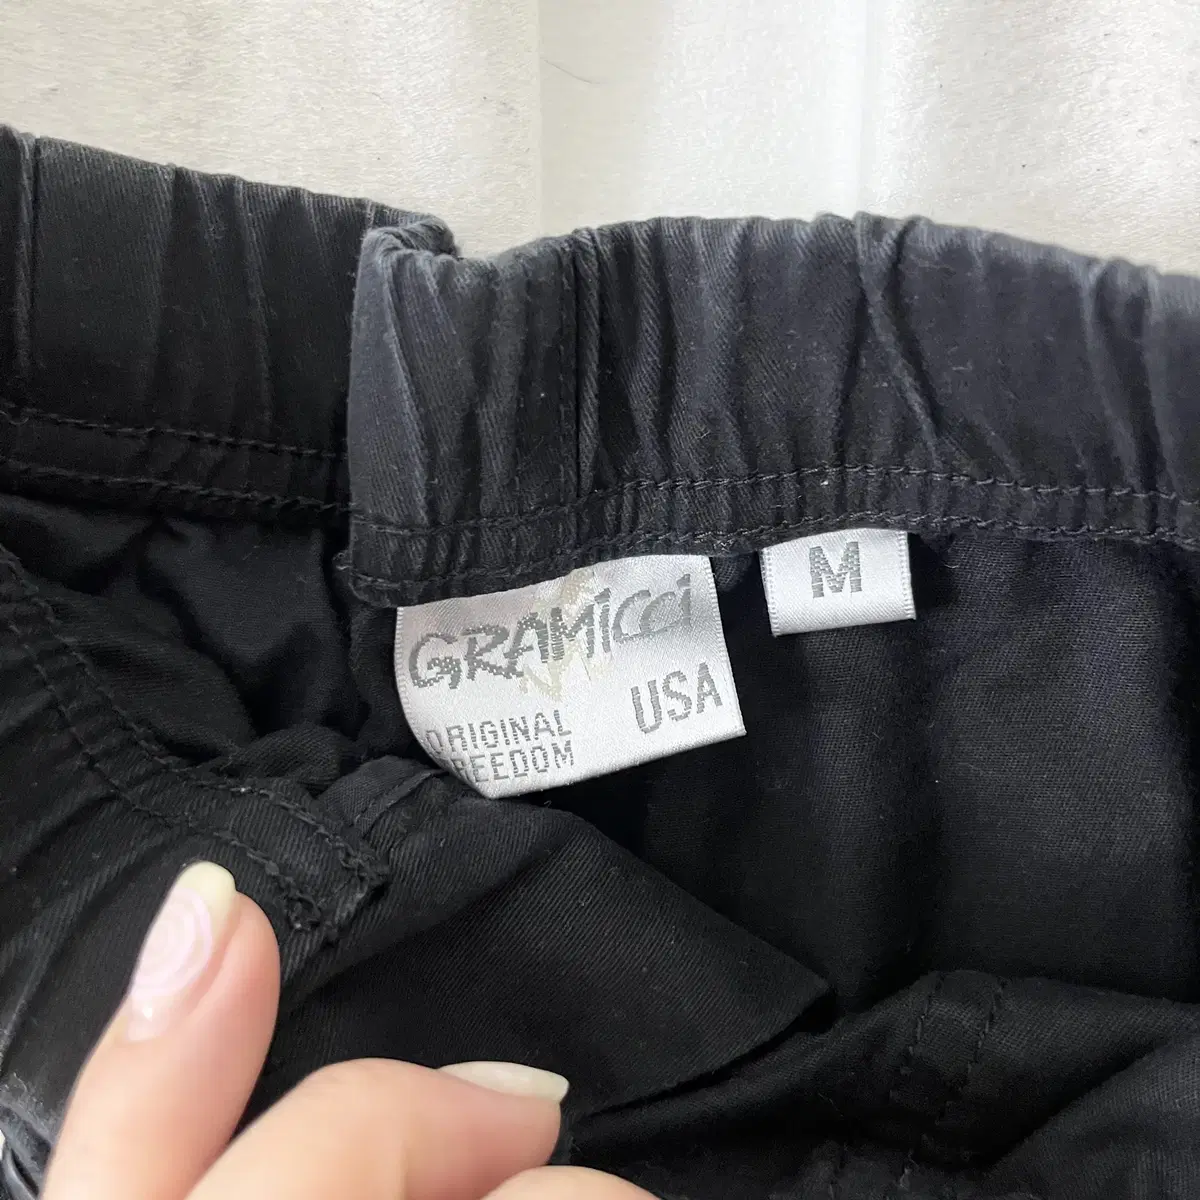 GRAMicci
USA
ORIGINAL
FREEDOM
M